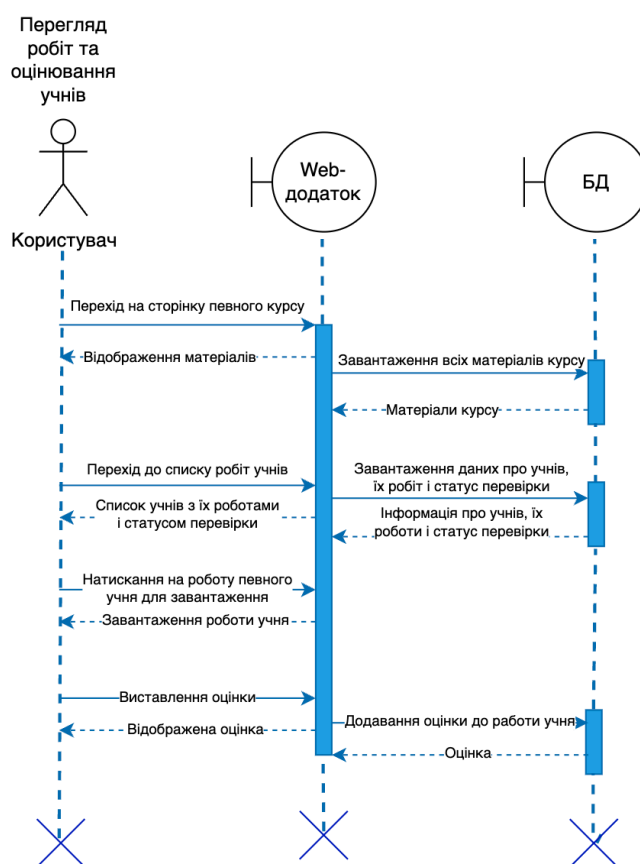 Перегляд
робіт та
оцінювання
учнів
Web-
додаток
БД
Користувач
Перехід на сторінку певного курсу
Відображення матеріалів
Завантаження всіх матеріалів курсу
Матеріали курсу
Перехід до списку робіт учнів
Завантаження даних про учнів,
їх робіт і статус перевірки
Список учнів з їх роботами
і статусом перевірки
Інформація про учнів, їх
роботи і статус перевірки
Натискання на роботу певного
учня для завантаження
Завантаження роботи учня
Виставлення оцінки
Додавання оцінки до работи учня
Відображена оцінка
Оцінка